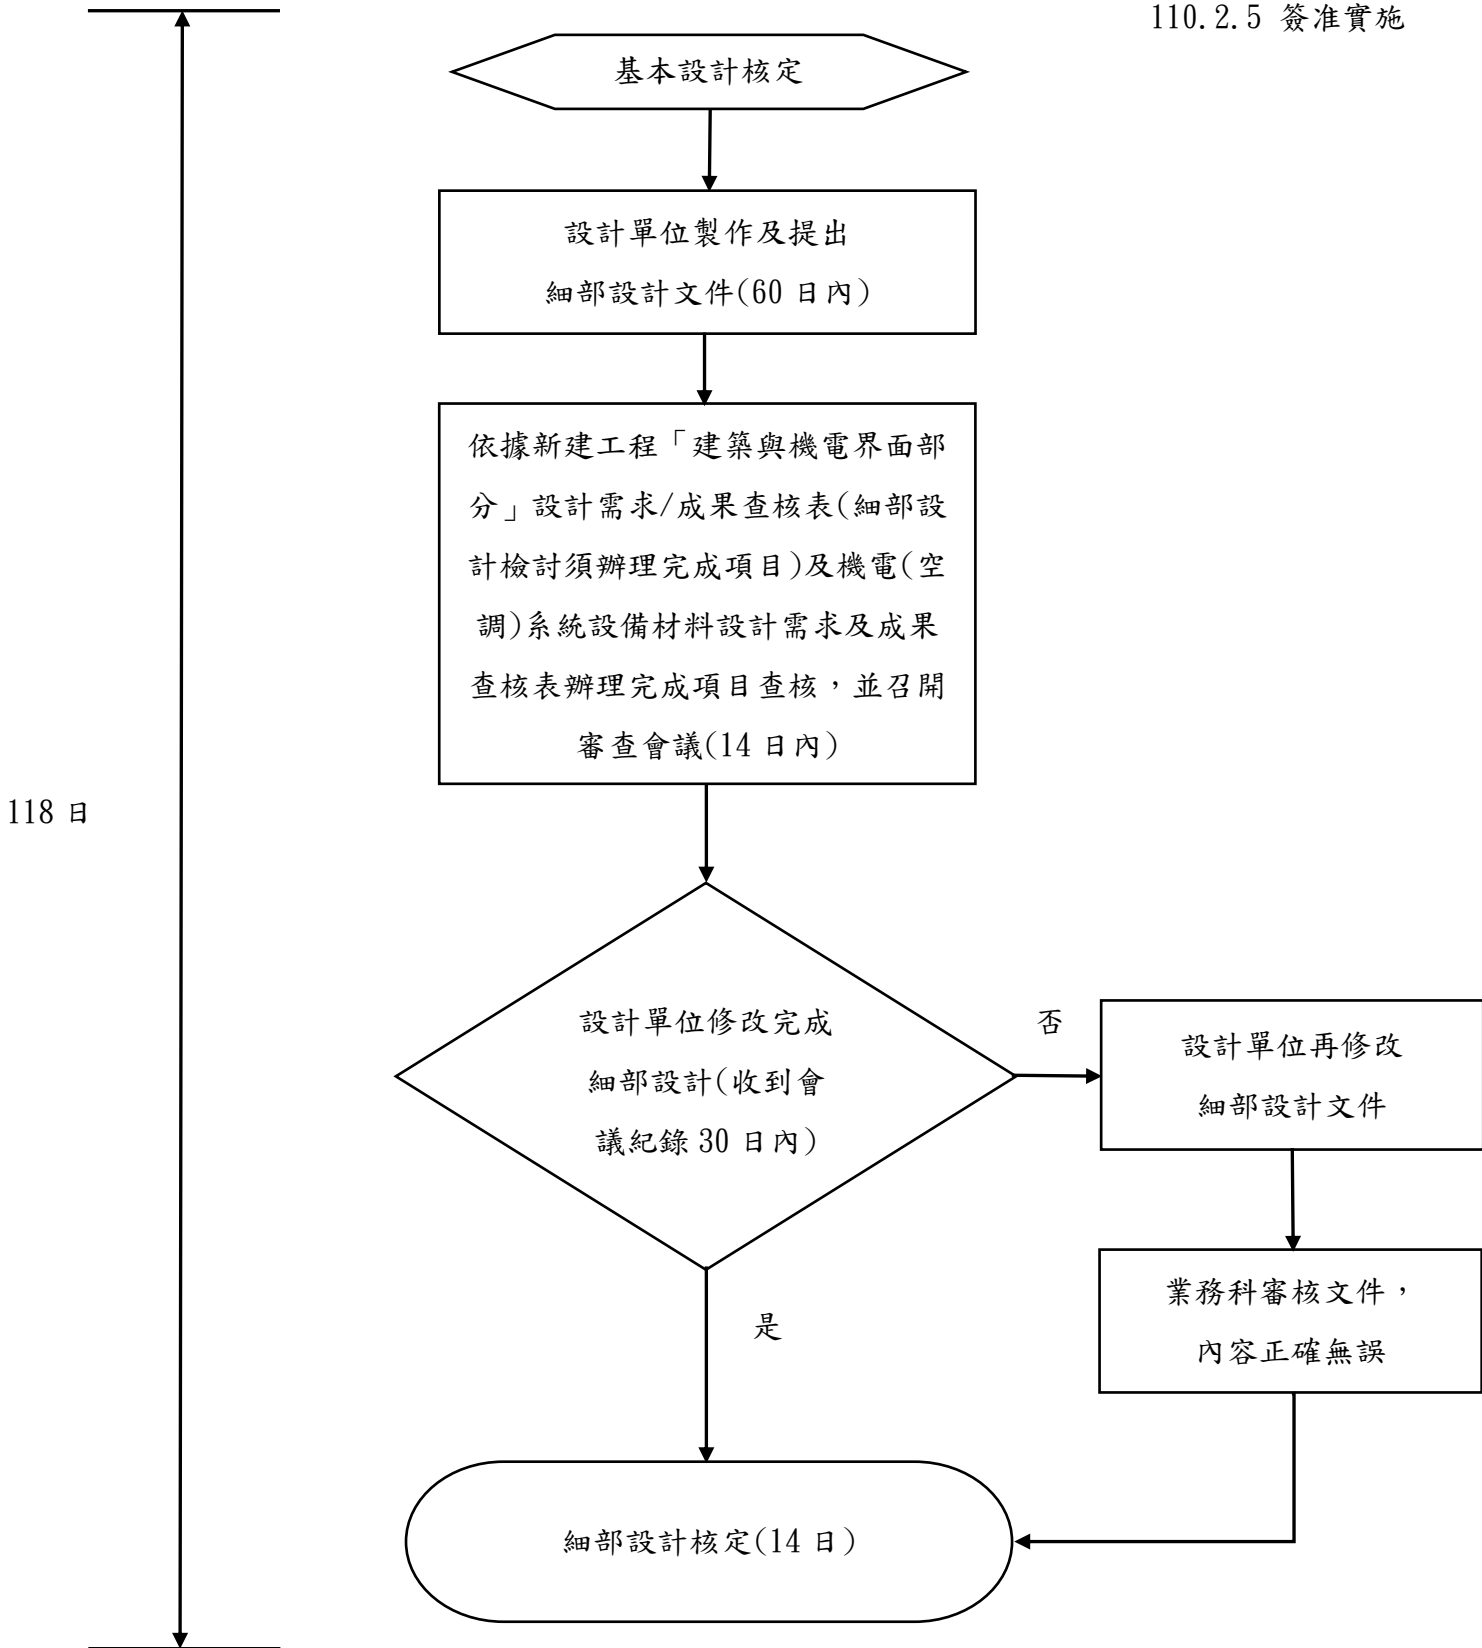 110.2.5 簽准實施
基本設計核定
設計單位製作及提出
細部設計文件(60 日內)
依據新建工程「建築與機電界面部
分」設計需求/成果查核表(細部設
計檢討須辦理完成項目)及機電(空
調)系統設備材料設計需求及成果
查核表辦理完成項目查核，並召開
審查會議(14 日內)
118 日
設計單位修改完成
細部設計(收到會
議紀錄 30 日內)
否
設計單位再修改
細部設計文件
業務科審核文件，
內容正確無誤
是
細部設計核定(14 日)